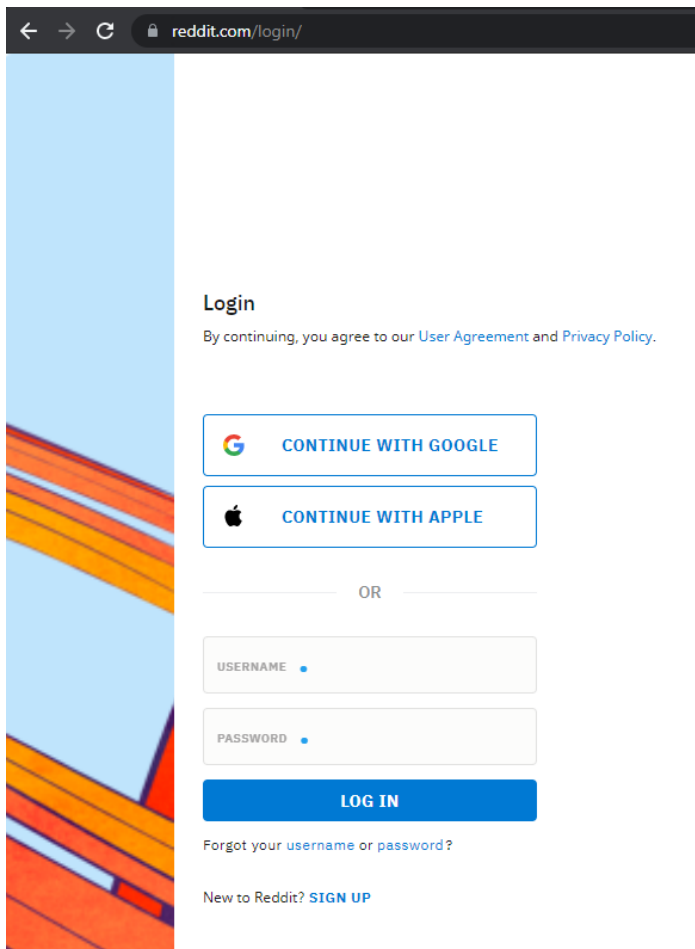 reddit.com/login/
Login
By continuing, you agree to our User Agreement and Privacy Policy.
CONTINUE WITH GOOGLE
CONTINUE WITH APPLE
OR
USERNAME
PASSWORD
LOG IN
Forgot your username or password?
New to Reddit? SIGN UP